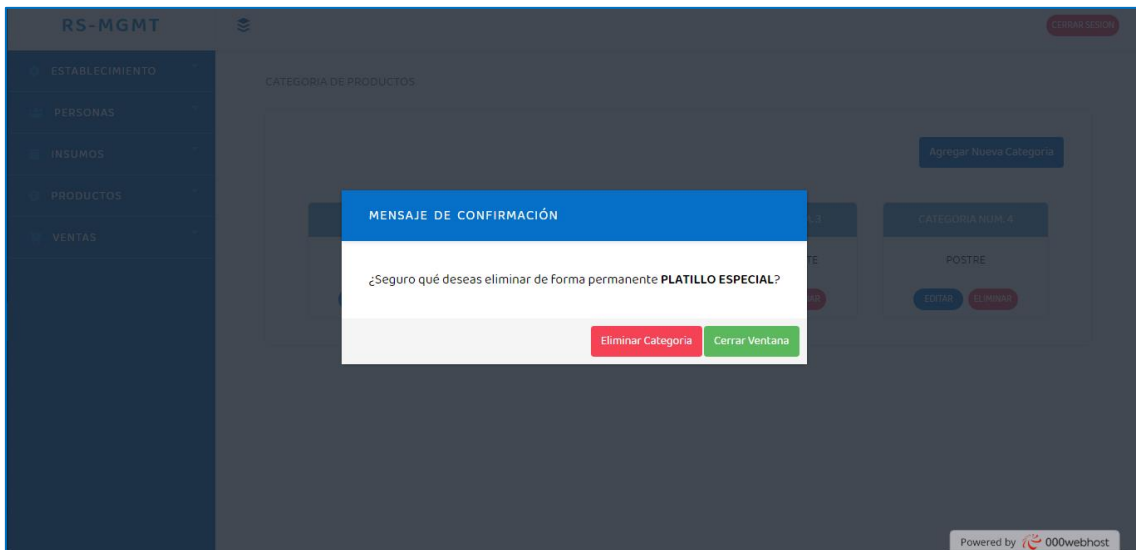 RS-MGMT
CERRAR SESION
ESTABLECIMIENTO
PERSONAS
INSUMOS
PRODUCTOS
VENTAS
CATEGORIA DE PRODUCTOS
Agregar Nueva Categoria
MENSAJE DE CONFIRMACIÓN
¿Seguro qué deseas eliminar de forma permanente PLATILLO ESPECIAL?
Eliminar Categoria Cerrar Ventana
CATEGORIA NUM. 4
POSTRE
EDITAR ELIMINAR
Powered by 000webhost